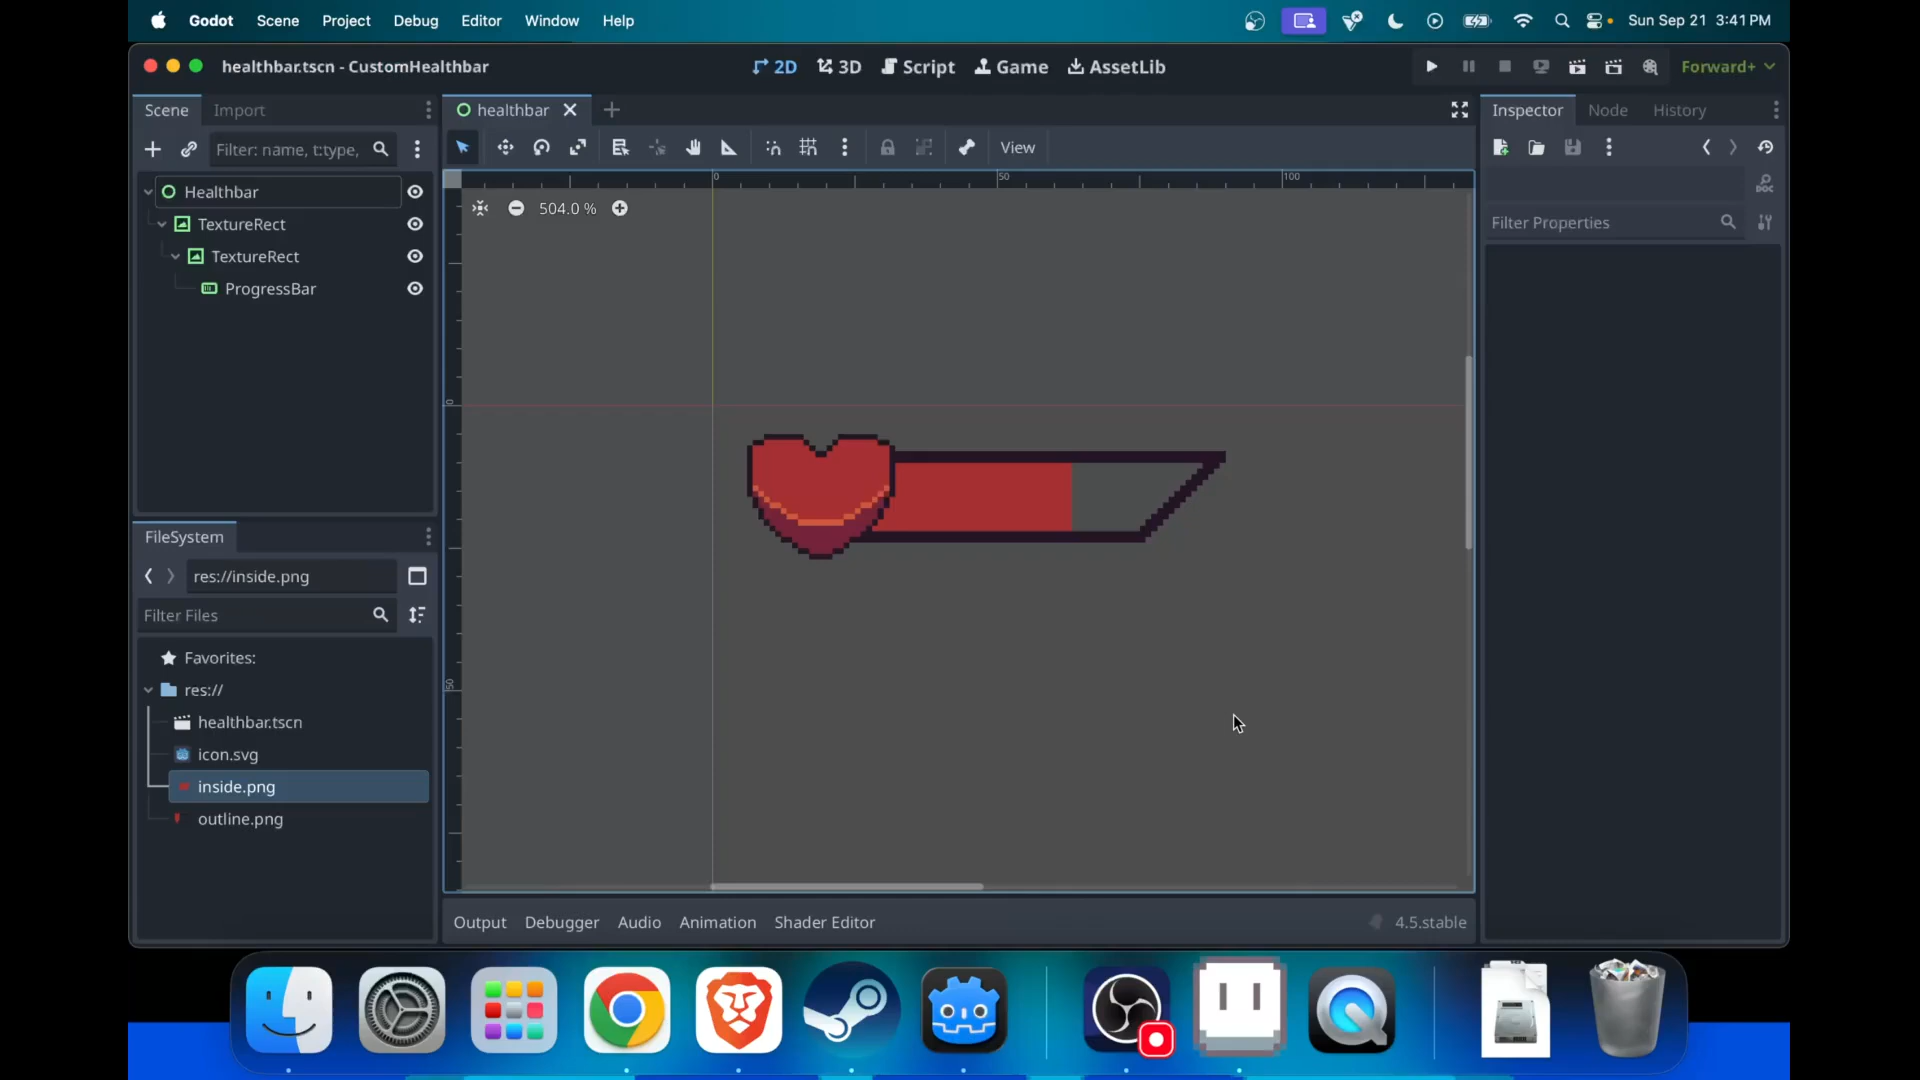 Godot Scene Project Debug Editor Window Help Sun Sep 21 3:41 PM
healthbar.tscn - CustomHealthbar 2D 3D Script Game AssetLib Forward+
Scene Import healthbar Inspector Node History
Filter: name, t:type, View
0 50 100
Healthbar 504.0 % Filter Properties
TextureRect
TextureRect
ProgressBar
0
FileSystem
res://inside.png
Filter Files
Favorites:
50
res://
healthbar.tscn
icon.svg
inside.png
outline.png
Output Debugger Audio Animation Shader Editor 4.5.stable
DOC